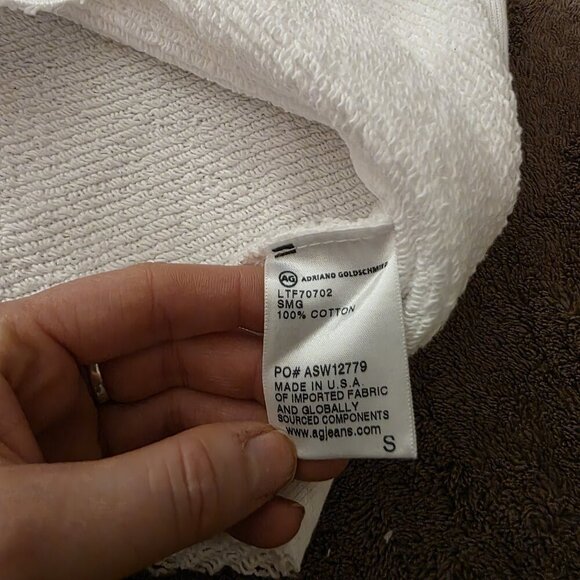 AG ADRIANO GOLDSCHMIED
LTF70702
SMG
100% COTTON
PO# ASW12779
MADE IN U.S.A.
OF IMPORTED FABRIC
AND GLOBALLY
SOURCED COMPONENTS
www.agjeans.com
S